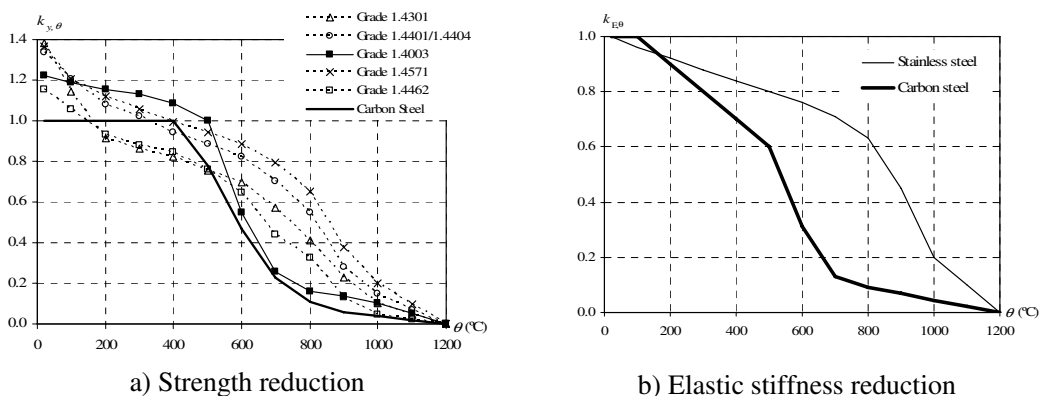 k y,θ
1.4
1.2
1.0
0.8
0.6
0.4
0.2
0.0
0 200 400 600 800 1000 1200
θ (ºC)
Grade 1.4301
Grade 1.4401/1.4404
Grade 1.4003
Grade 1.4571
Grade 1.4462
Carbon Steel
a) Strength reduction
k E,θ
1.0
0.8
0.6
0.4
0.2
0.0
0 200 400 600 800 1000 1200
θ (ºC)
Stainless steel
Carbon steel
b) Elastic stiffness reduction